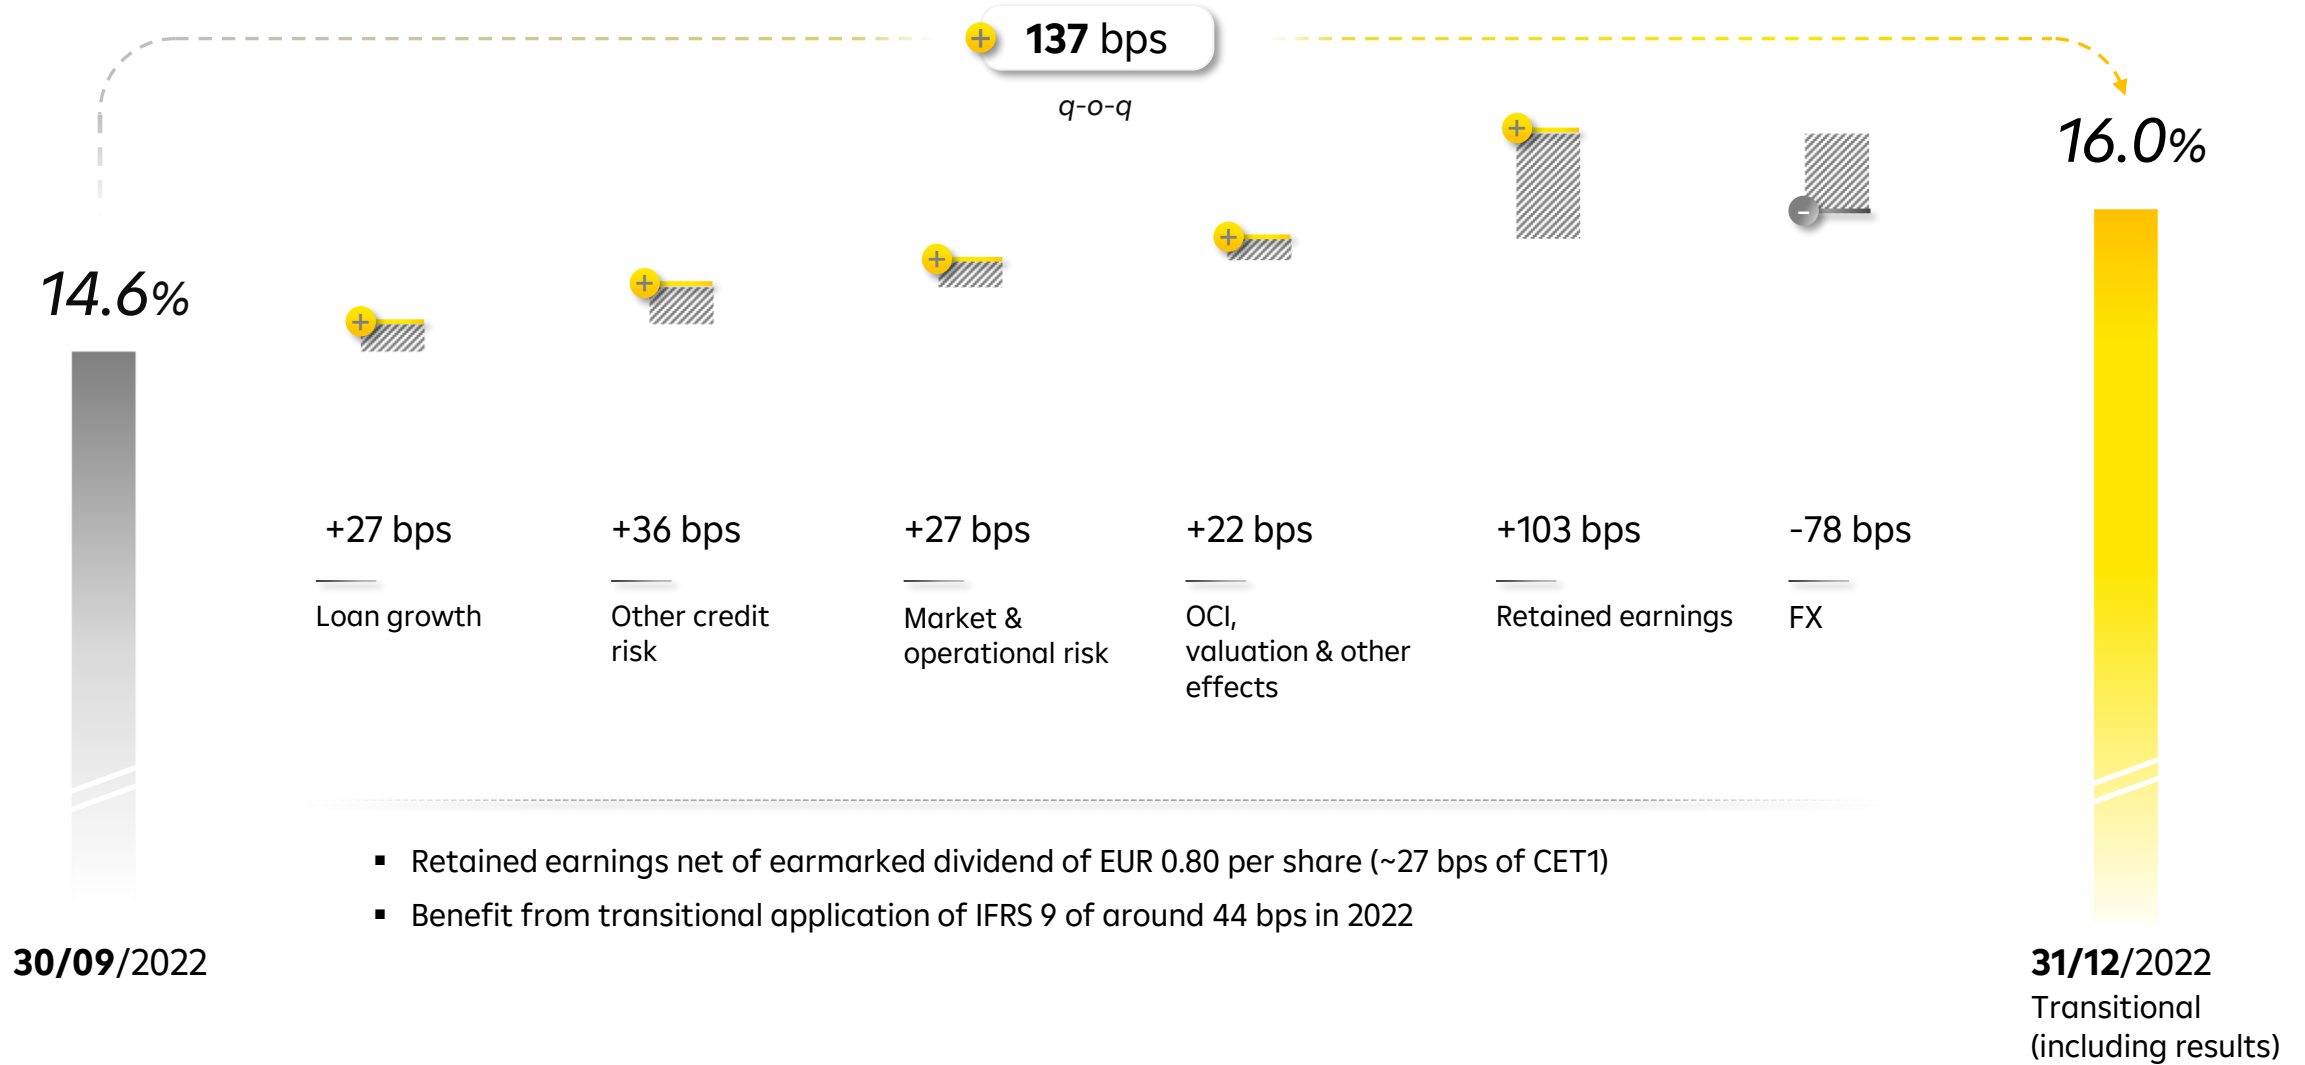 + 137 bps
q-o-q
14.6%
16.0%
+27 bps
Loan growth
+36 bps
Other credit
risk
+27 bps
Market &
operational risk
+22 bps
OCI,
valuation & other
effects
+103 bps
Retained earnings
-78 bps
FX
▪ Retained earnings net of earmarked dividend of EUR 0.80 per share (~27 bps of CET1)
▪ Benefit from transitional application of IFRS 9 of around 44 bps in 2022
30/09/2022
31/12/2022
Transitional
(including results)